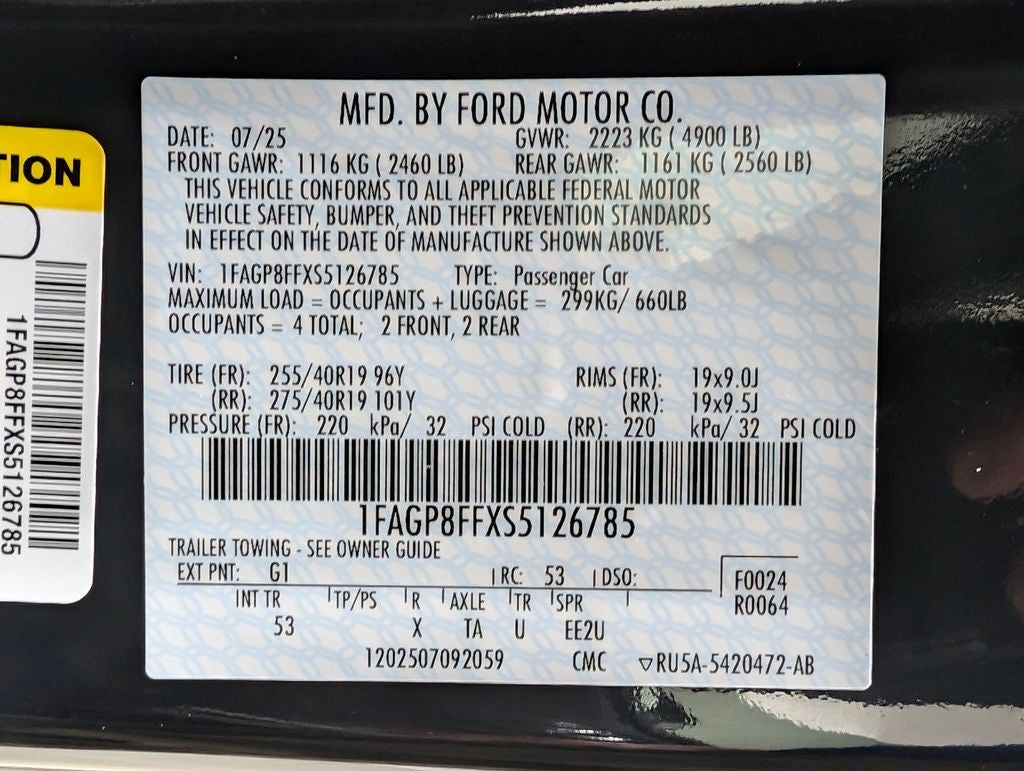 TION
1FAGP8FFXS5126785
MFD. BY FORD MOTOR CO.
DATE: 07/25 GVWR: 2223 KG ( 4900 LB)
FRONT GAWR: 1116 KG ( 2460 LB) REAR GAWR: 1161 KG ( 2560 LB)
THIS VEHICLE CONFORMS TO ALL APPLICABLE FEDERAL MOTOR
VEHICLE SAFETY, BUMPER, AND THEFT PREVENTION STANDARDS
IN EFFECT ON THE DATE OF MANUFACTURE SHOWN ABOVE.
VIN: 1FAGP8FFXS5126785 TYPE: Passenger Car
MAXIMUM LOAD = OCCUPANTS + LUGGAGE = 299KG/ 660LB
OCCUPANTS = 4 TOTAL; 2 FRONT, 2 REAR
TIRE (FR): 255/40R19 96Y RIMS (FR): 19x9.0J
(RR): 275/40R19 101Y (RR): 19x9.5J
PRESSURE (FR): 220 kPa/ 32 PSI COLD (RR): 220 kPa/ 32 PSI COLD
1FAGP8FFXS5126785
TRAILER TOWING - SEE OWNER GUIDE
EXT PNT: G1 RC: 53 DSO: F0024
INT TR TP/PS R AXLE TR SPR R0064
53 X TA U EE2U
1202507092059 CMC ▽RU5A-5420472-AB